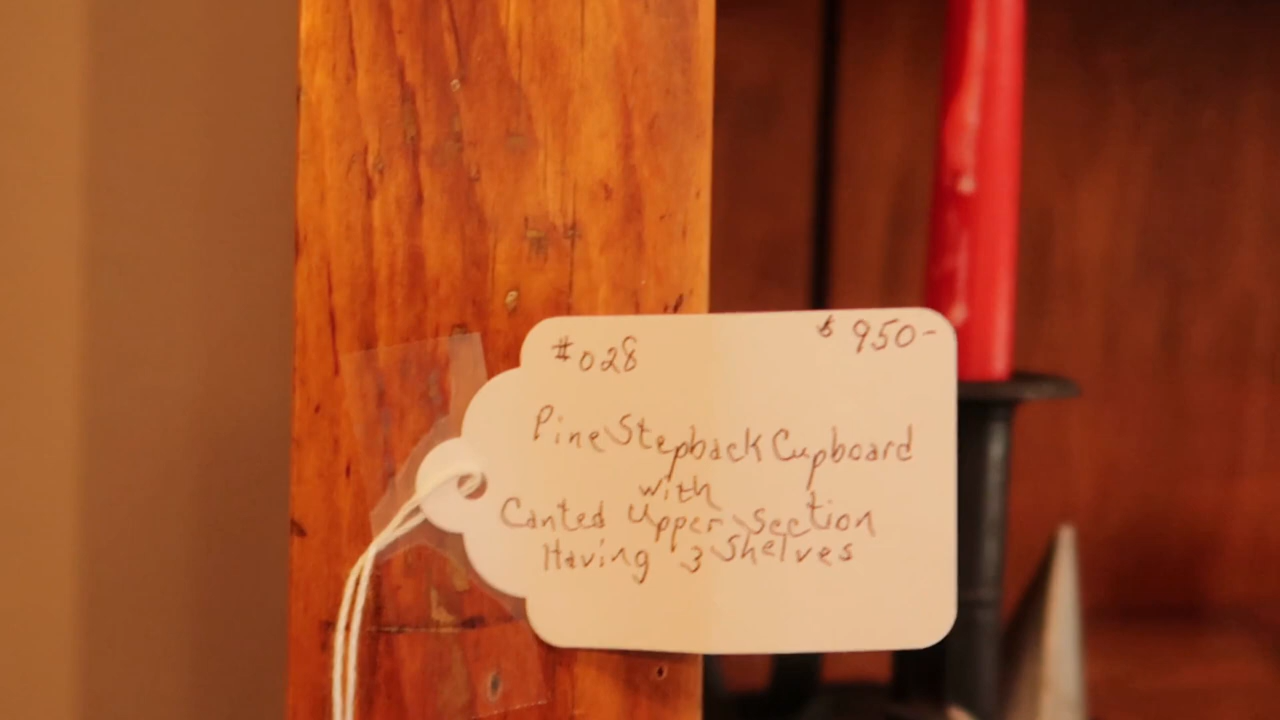 #028 $950-
Pine Stepback Cupboard
with
Canted Upper Section
Having 3 Shelves